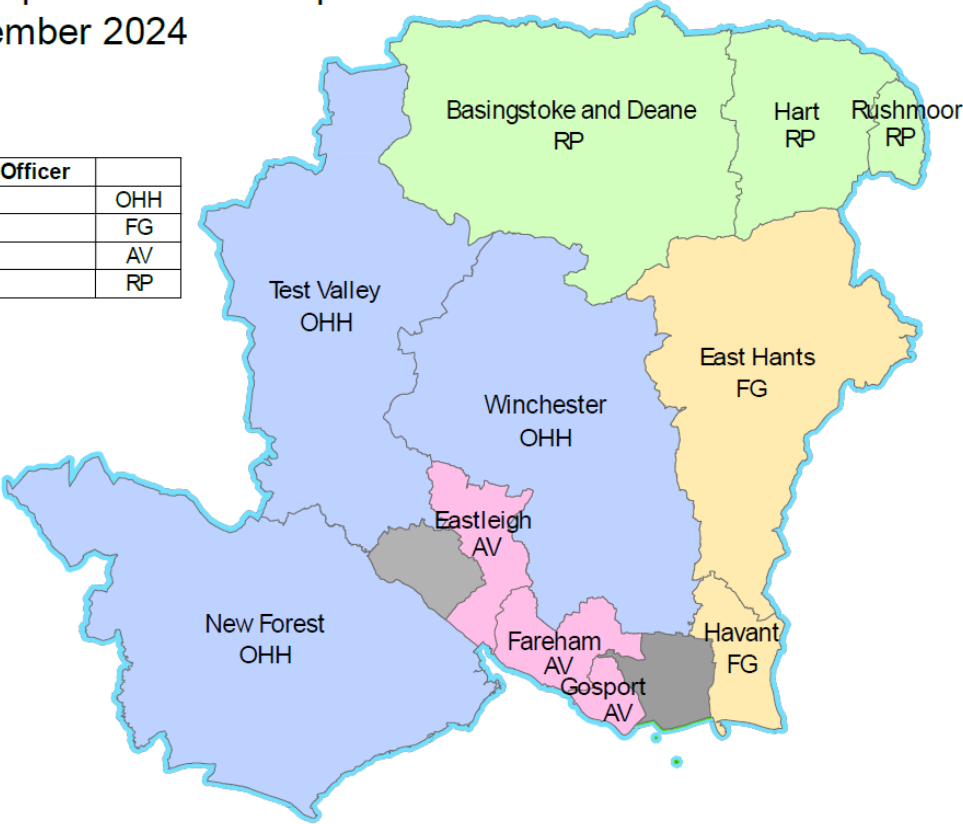 ember 2024
Officer
OHH
FG
AV
RP
Basingstoke and Deane
RP
Hart
RP
Rushmoor
RP
Test Valley
OHH
East Hants
FG
Winchester
OHH
Eastleigh
AV
New Forest
OHH
Fareham
AV
Gosport
AV
Havant
FG